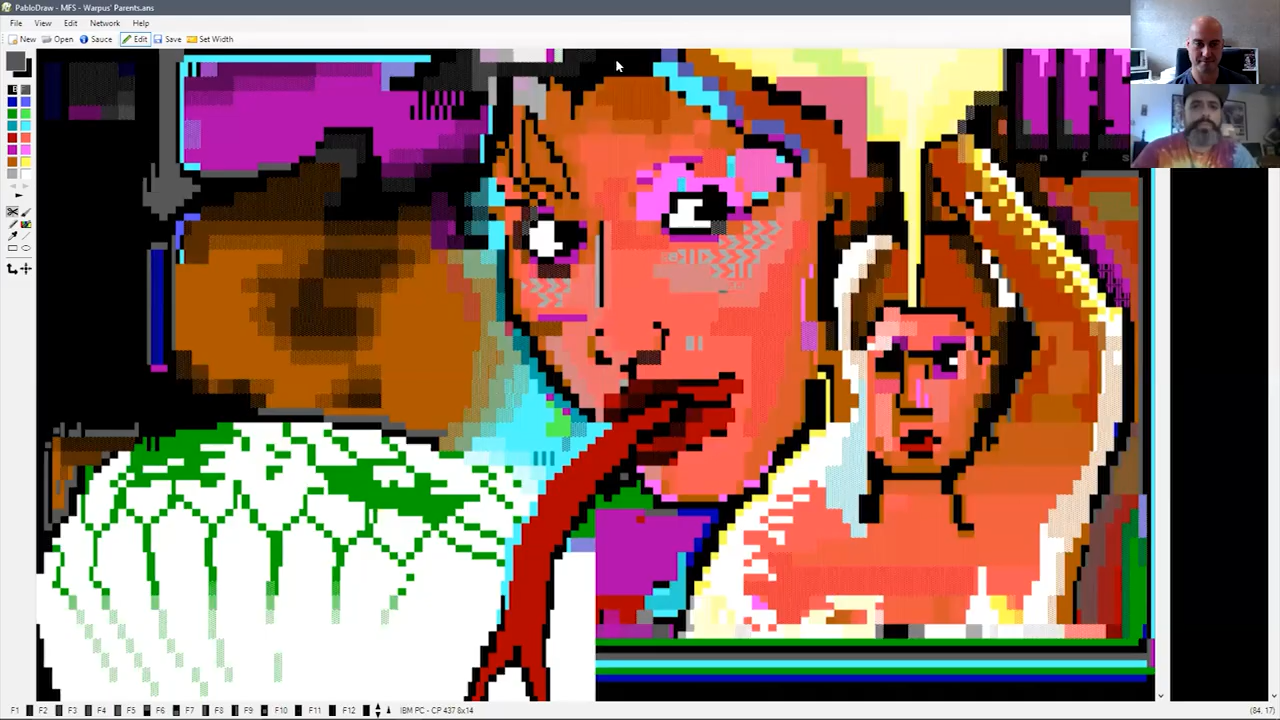 PabloDraw - MFS - Warpus' Parents.ans
File View Edit Network Help
New Open Sauce Edit Save Set Width
m f s
F1 F2 F3 F4 F5 F6 F7 F8 F9 F10 F11 F12 IBM PC - CP 437 8x14 (84, 17)